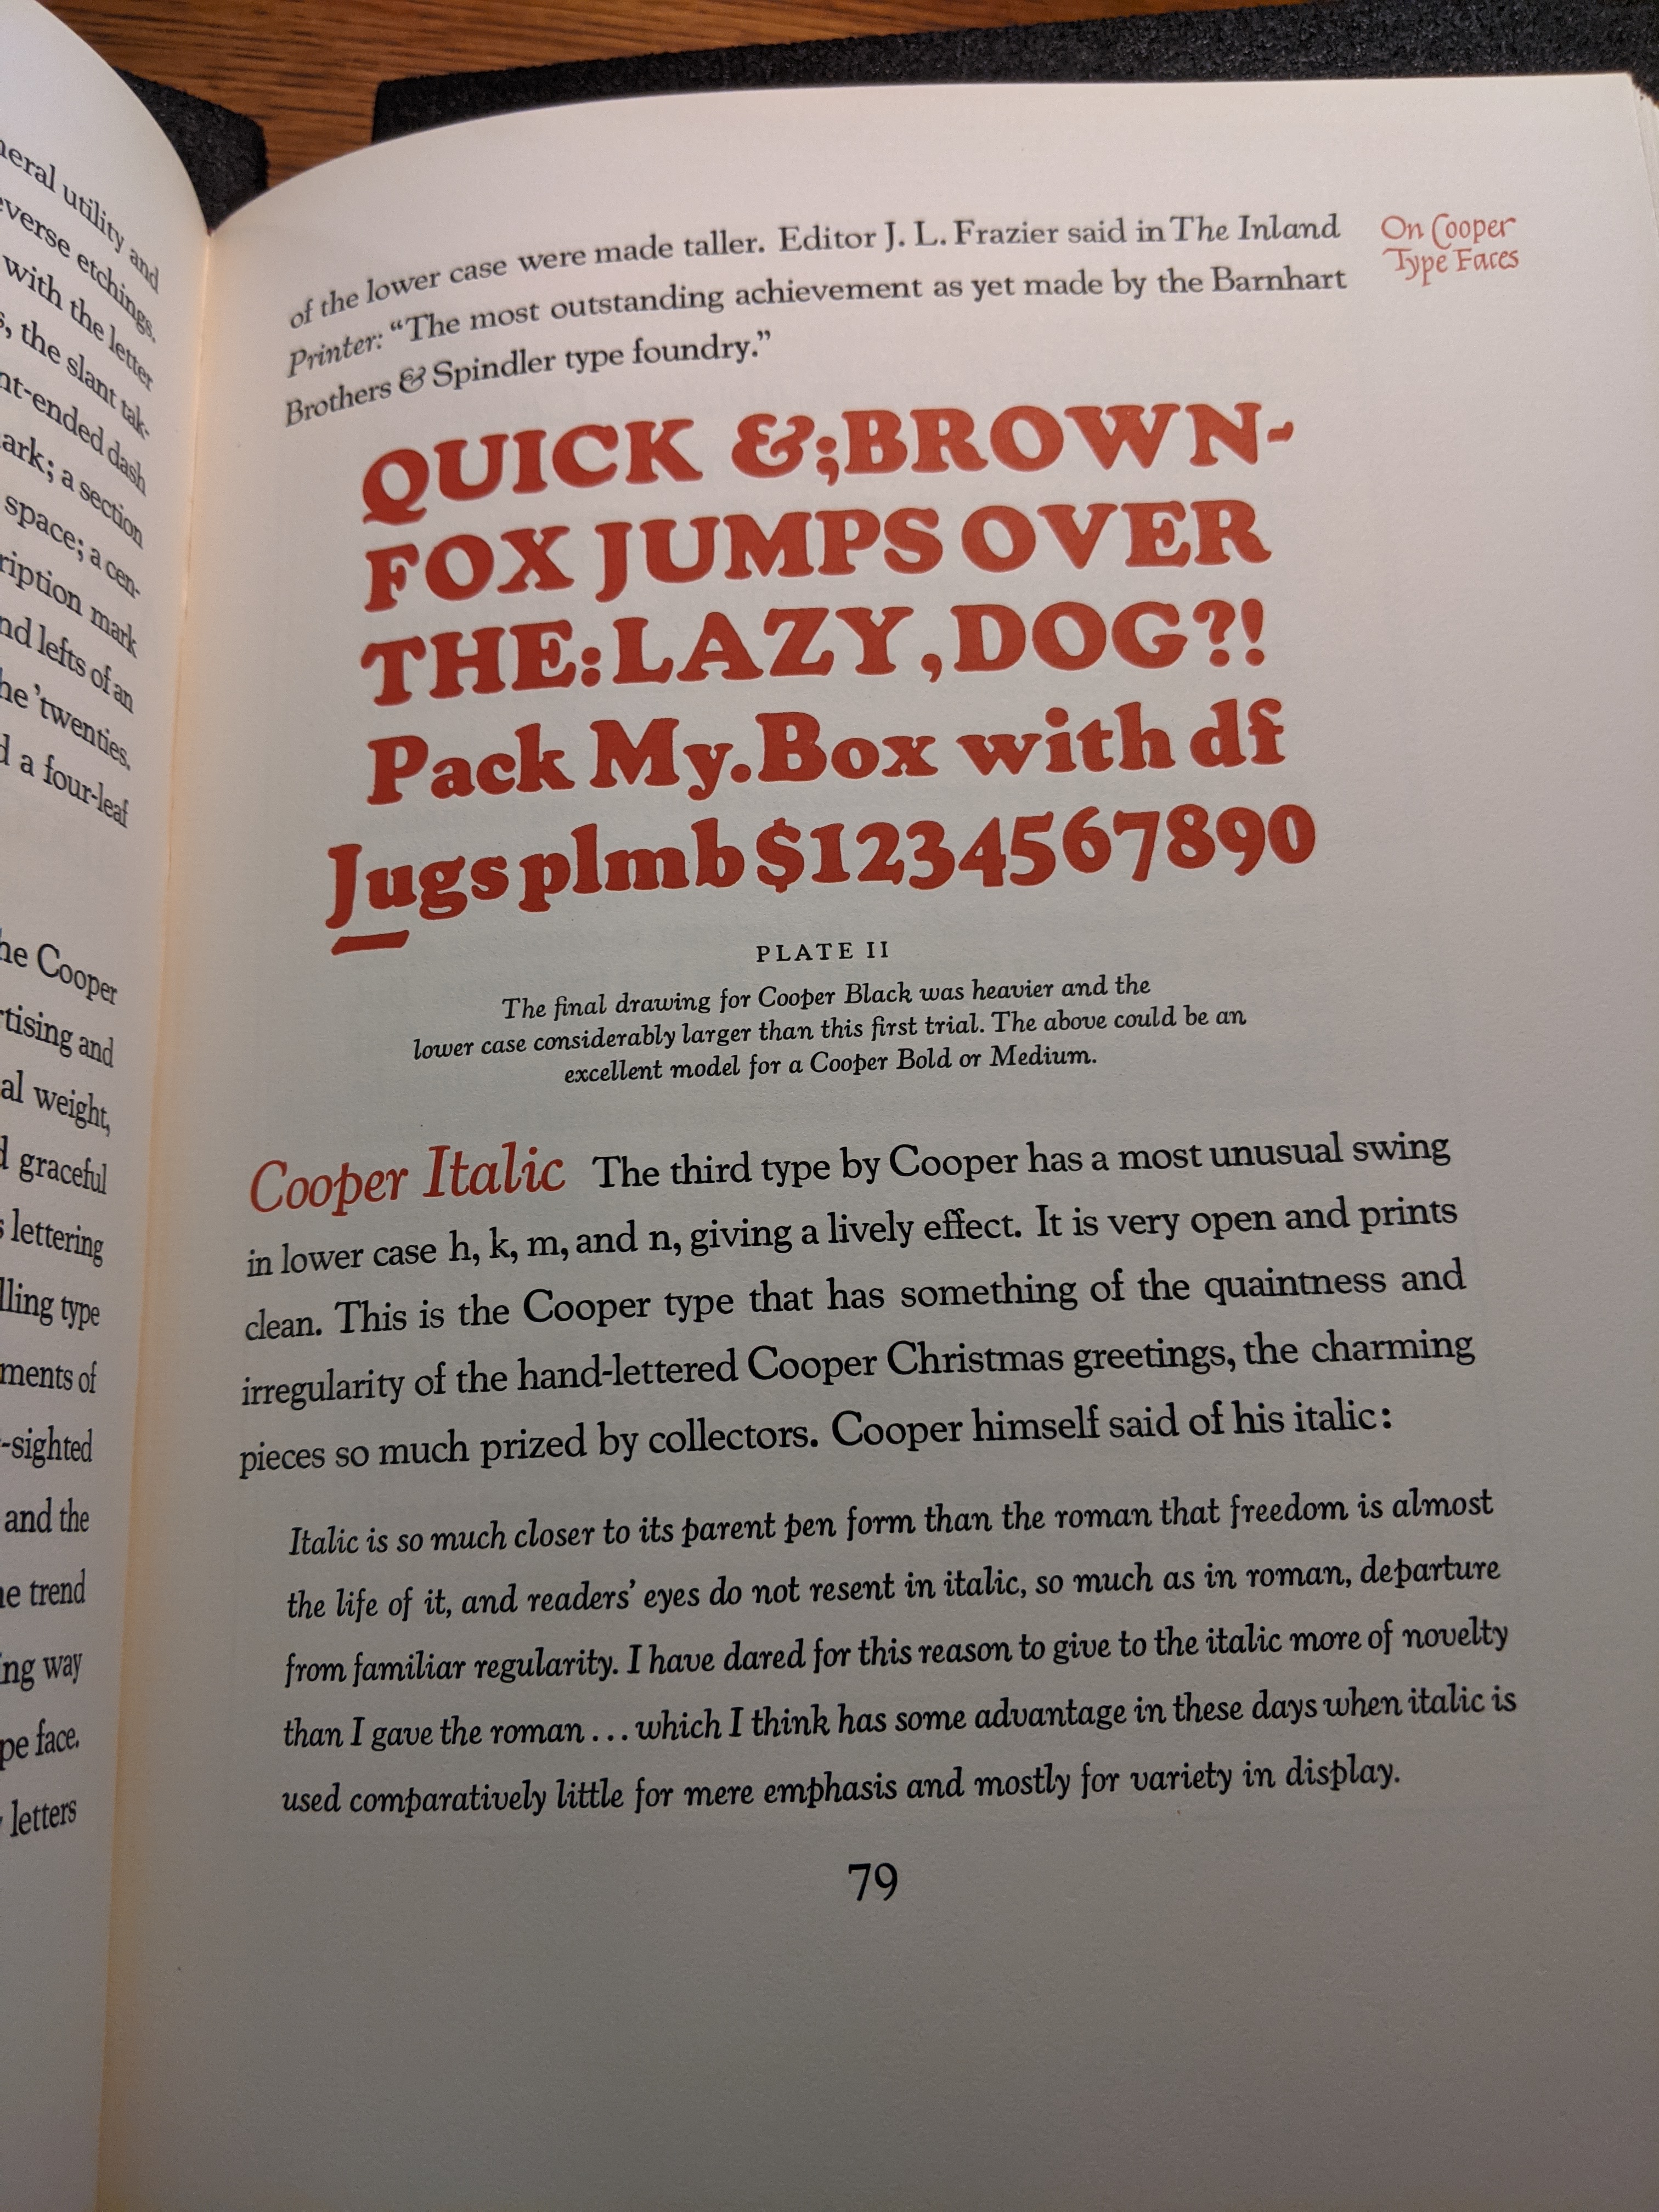 neral utility and
verse etchings.
with the letter
s, the slant tak-
nt-ended dash
ark; a section
space; a cen-
ription mark
nd lefts of an
he ’twenties.
d a four-leaf
he Cooper
rtising and
al weight,
d graceful
s lettering
lling type
ments of
-sighted
and the
he trend
ing way
pe face.
letters
On Cooper
Type Faces
of the lower case were made taller. Editor J. L. Frazier said in The Inland
Printer: “The most outstanding achievement as yet made by the Barnhart
Brothers & Spindler type foundry.”
QUICK &;BROWN-
FOX JUMPS OVER
THE:LAZY,DOG?!
Pack My.Box with df
Jugs plmb $1234567890
PLATE II
The final drawing for Cooper Black was heavier and the
lower case considerably larger than this first trial. The above could be an
excellent model for a Cooper Bold or Medium.
Cooper Italic The third type by Cooper has a most unusual swing
in lower case h, k, m, and n, giving a lively effect. It is very open and prints
clean. This is the Cooper type that has something of the quaintness and
irregularity of the hand-lettered Cooper Christmas greetings, the charming
pieces so much prized by collectors. Cooper himself said of his italic:
Italic is so much closer to its parent pen form than the roman that freedom is almost
the life of it, and readers’ eyes do not resent in italic, so much as in roman, departure
from familiar regularity. I have dared for this reason to give to the italic more of novelty
than I gave the roman . . . which I think has some advantage in these days when italic is
used comparatively little for mere emphasis and mostly for variety in display.
79